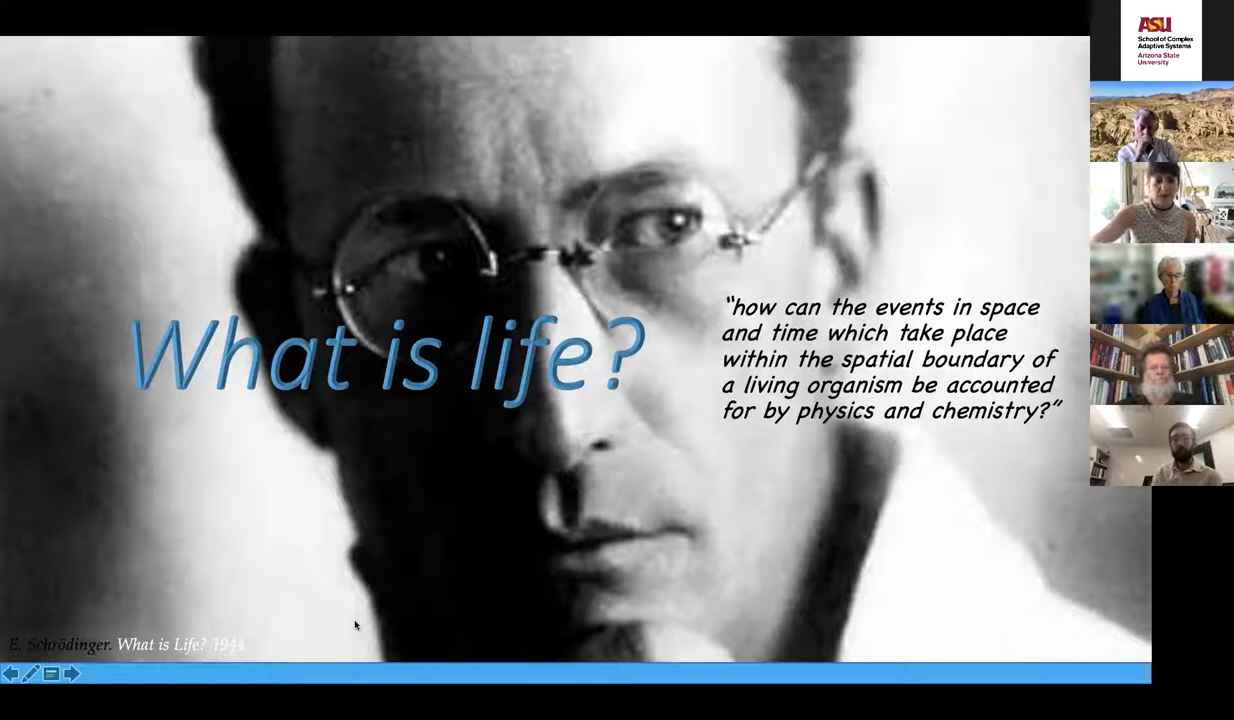 ASU
School of Complex
Adaptive Systems
Arizona State
University
What is life?
“how can the events in space
and time which take place
within the spatial boundary of
a living organism be accounted
for by physics and chemistry?”
E. Schrödinger. What is Life? 1944.